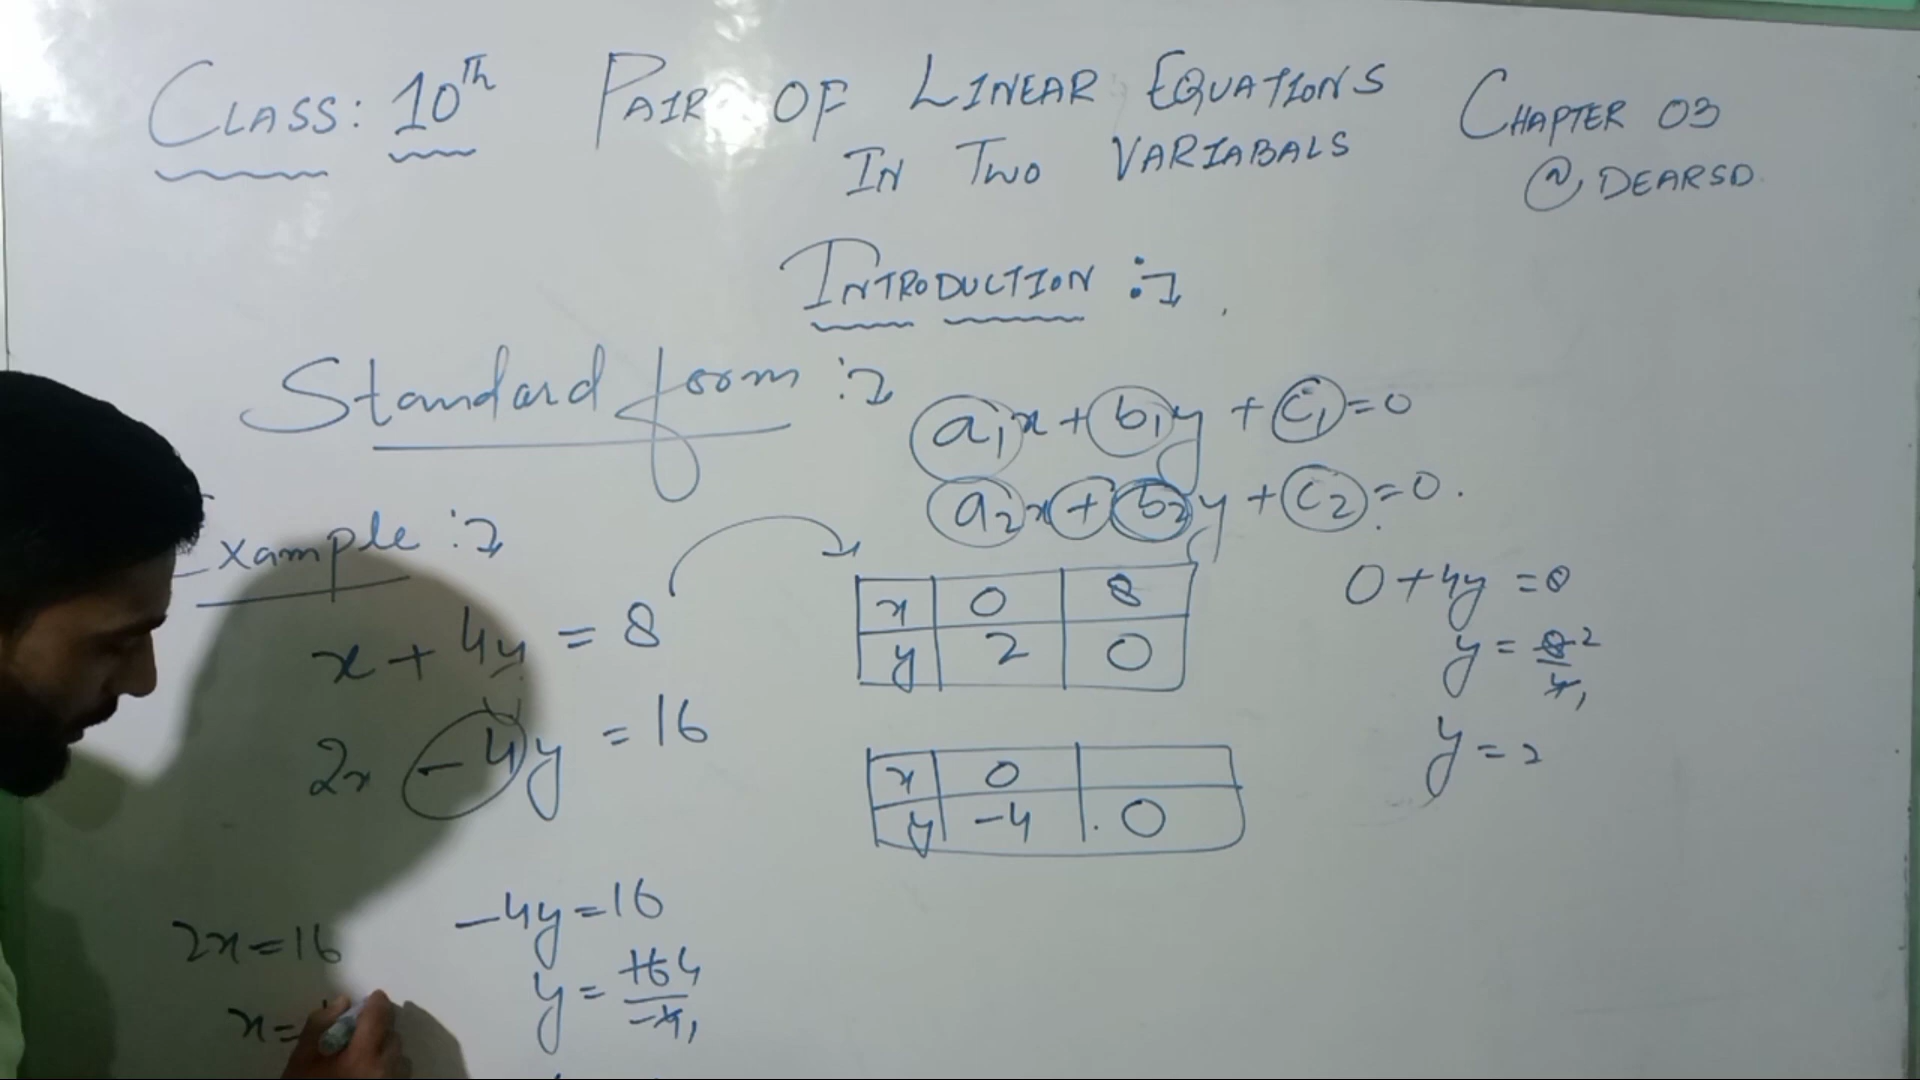 CLASS: 10th PAIR OF LINEAR EQUATIONS
IN TWO VARIABALS
CHAPTER 03
@DEARSD
INTRODUCTION :-
Standard form :-
a₁x + b₁y + c₁ = 0
a₂x + b₂y + c₂ = 0.
Example :-
x + 4y = 8
2x - 4y = 16
x 0 8
y 2 0
0 + 4y = 8
y = 8/4 2 1
y = 2
x 0
y -4 0
2x = 16
x =
-4y = 16
y = 16/-4 4 1